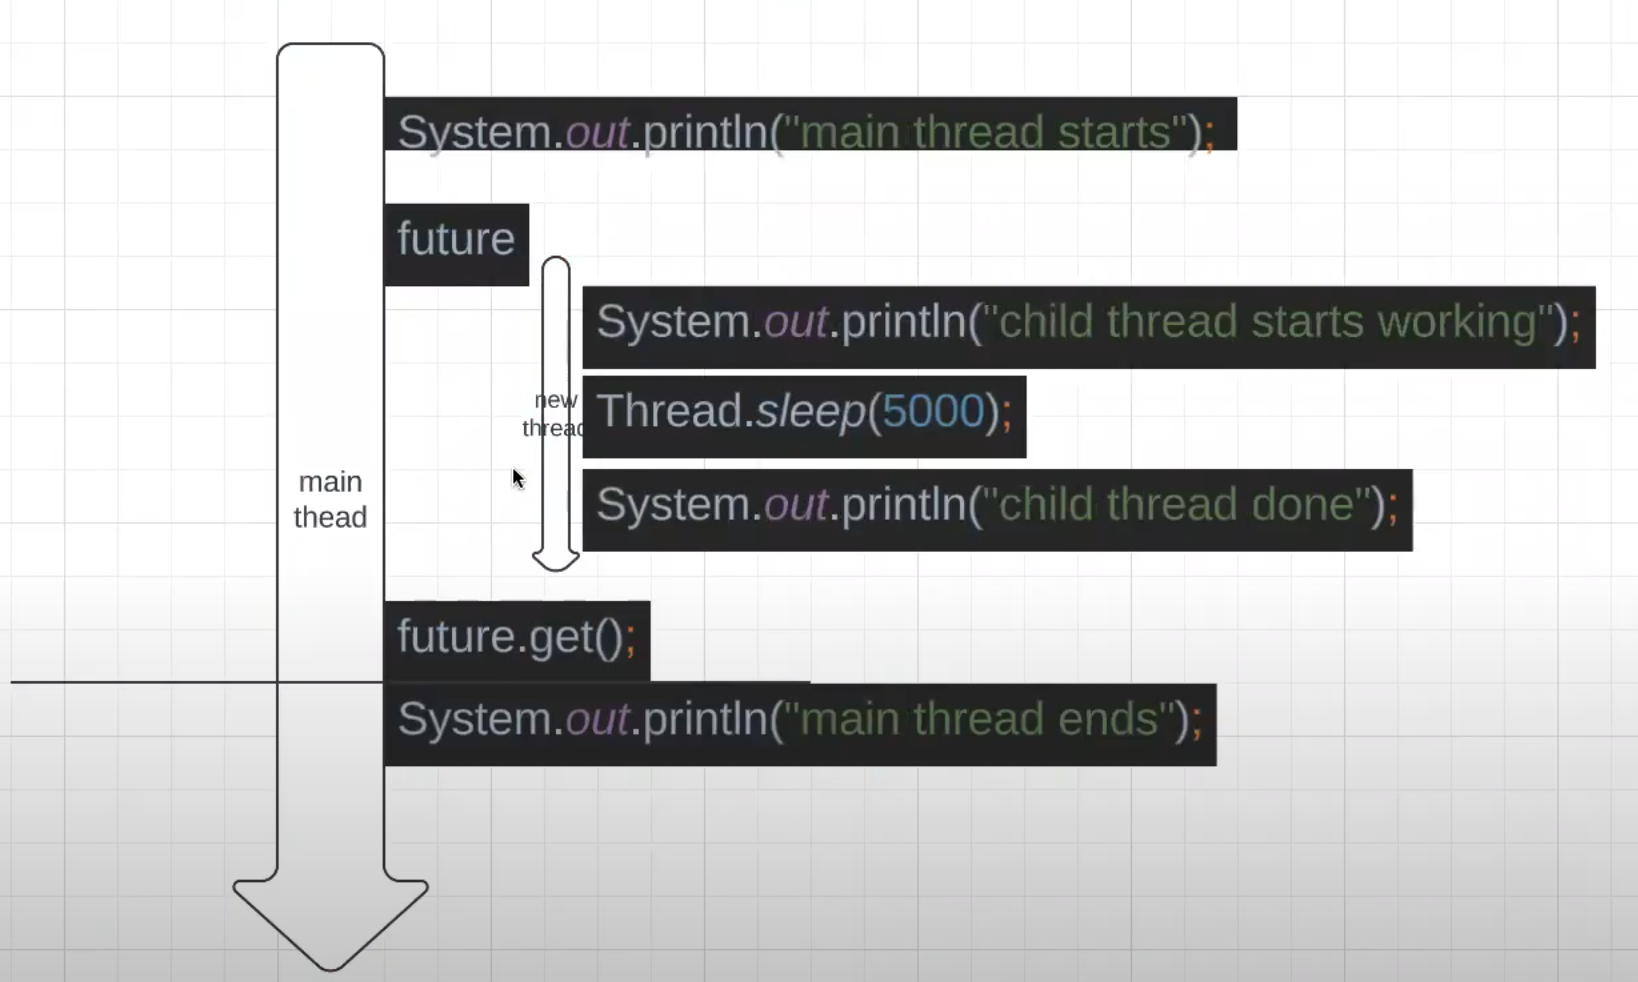 System.out.println("main thread starts");
future
System.out.println("child thread starts working");
new
thread
Thread.sleep(5000);
main
thead
System.out.println("child thread done");
future.get();
System.out.println("main thread ends");